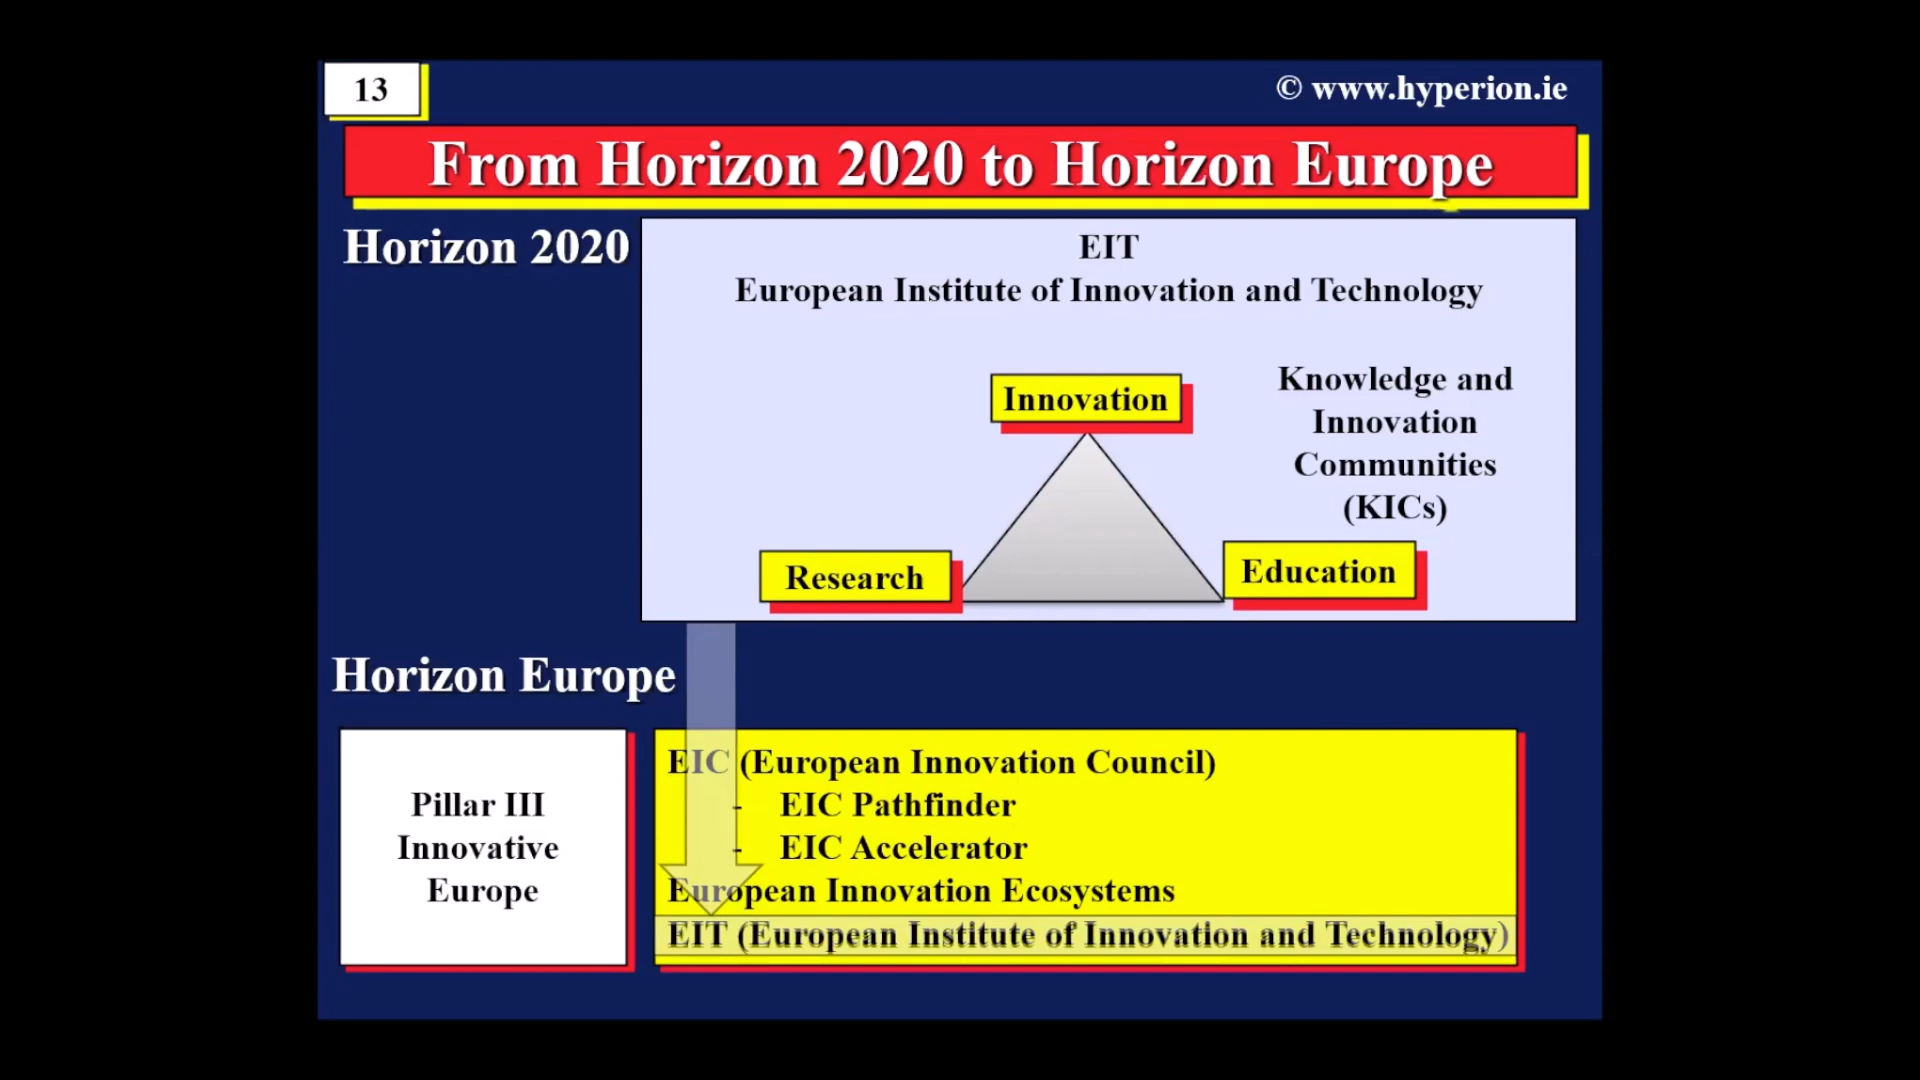 13
© www.hyperion.ie
From Horizon 2020 to Horizon Europe
Horizon 2020
EIT
European Institute of Innovation and Technology
Knowledge and
Innovation
Communities
(KICs)
Innovation
Research
Education
Horizon Europe
Pillar III
Innovative
Europe
EIC (European Innovation Council)
- EIC Pathfinder
- EIC Accelerator
European Innovation Ecosystems
EIT (European Institute of Innovation and Technology)